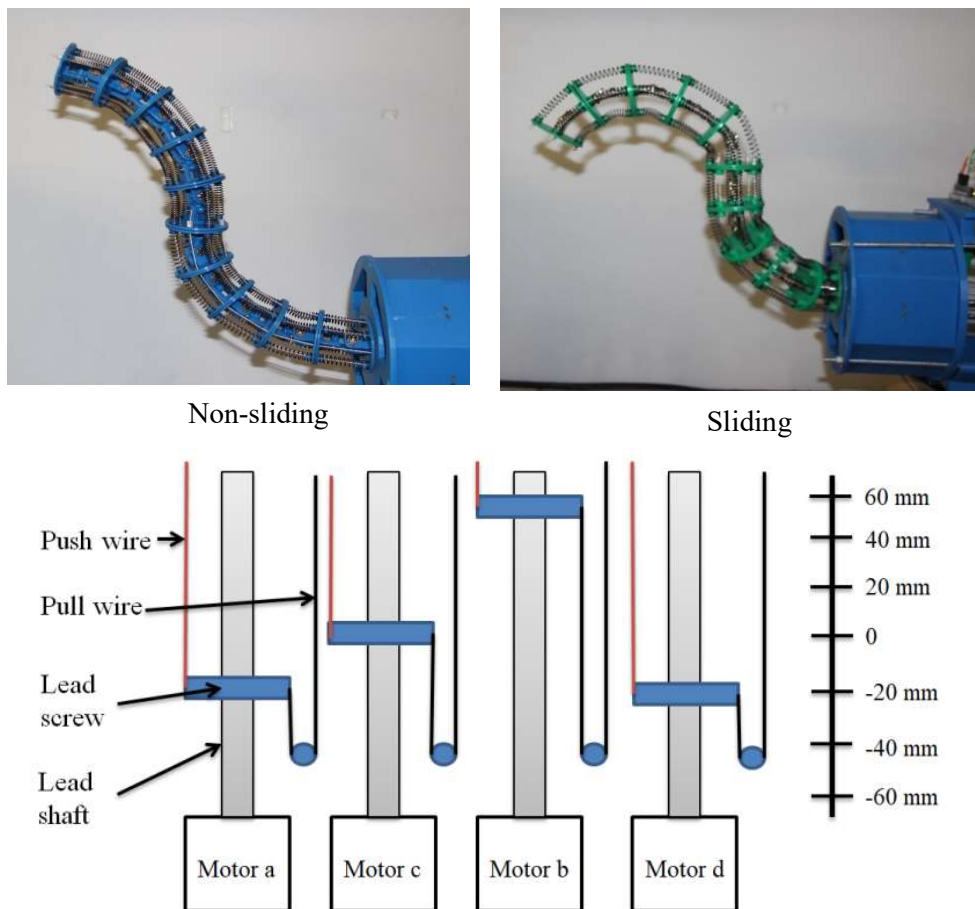 Non-sliding
Sliding
Push wire
Pull wire
Lead
screw
Lead
shaft
60 mm
40 mm
20 mm
0
-20 mm
-40 mm
-60 mm
Motor a
Motor c
Motor b
Motor d